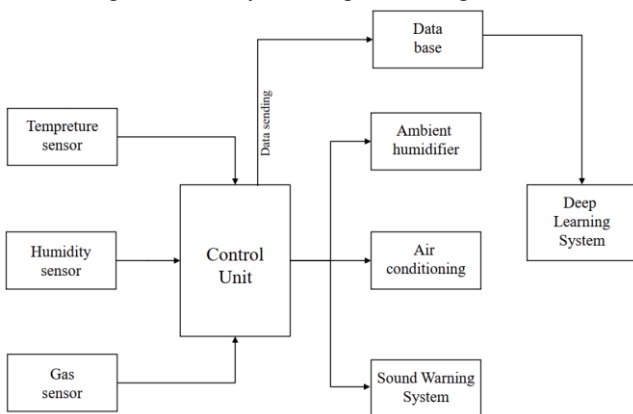 Data
base
Data sending
Tempreture
sensor
Ambient
humidifier
Deep
Learning
System
Humidity
sensor
Control
Unit
Air
conditioning
Gas
sensor
Sound Warning
System